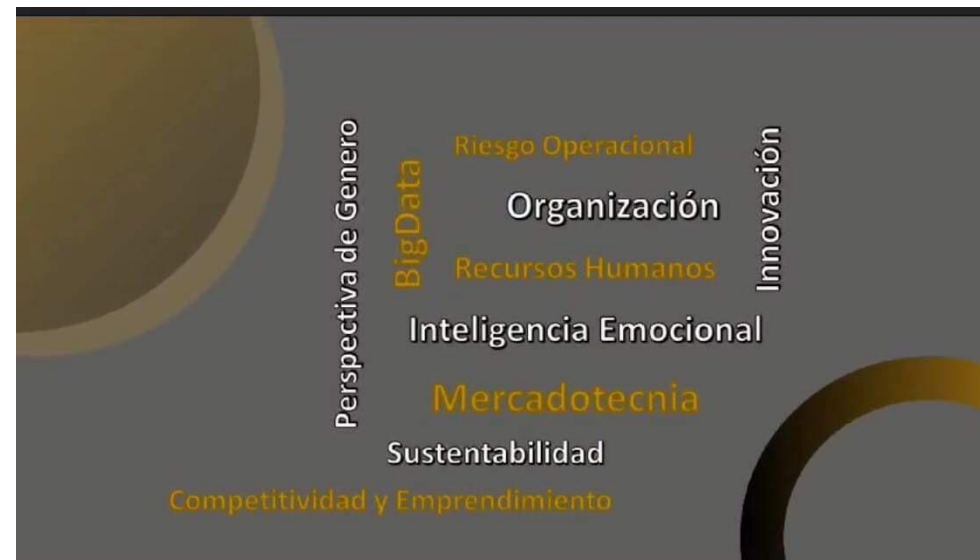 Perspectiva de Genero
BigData
Riesgo Operacional
Organización
Innovación
Recursos Humanos
Inteligencia Emocional
Mercadotecnia
Sustentabilidad
Competitividad y Emprendimiento